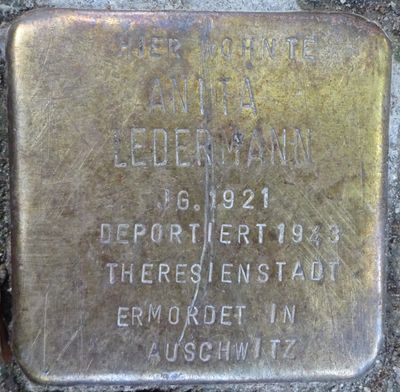 HIER WOHNTE
ANITA
LEDERMANN
JG. 1921
DEPORTIERT 1943
THERESIENSTADT
ERMORDET IN
AUSCHWITZ